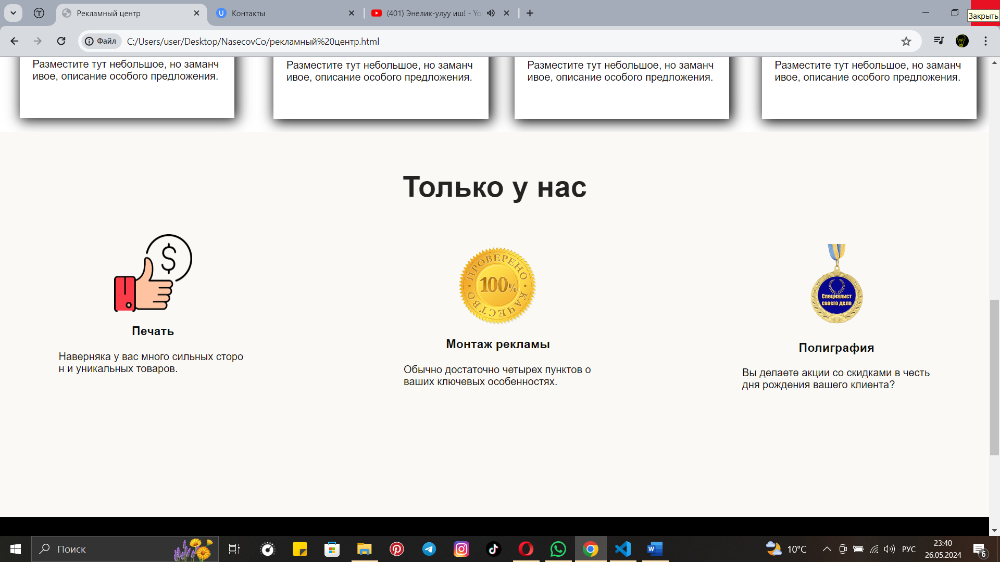 Рекламный центр
Контакты
(401) Энелик-улуу иш! - Yo
Закрыть
Файл
C:/Users/user/Desktop/NasecovCo/рекламный%20центр.html
Разместите тут небольшое, но заманч
ивое, описание особого предложения.
Разместите тут небольшое, но заманч
ивое, описание особого предложения.
Разместите тут небольшое, но заманч
ивое, описание особого предложения.
Разместите тут небольшое, но заманч
ивое, описание особого предложения.
Только у нас
$
Печать
Наверняка у вас много сильных сторо
н и уникальных товаров.
ПРОВЕРЕНО
100%
КАЧЕСТВО
Монтаж рекламы
Обычно достаточно четырех пунктов о
ваших ключевых особенностях.
Специалист
своего дела
Полиграфия
Вы делаете акции со скидками в честь
дня рождения вашего клиента?
Поиск
10°C
РУС
23:40
26.05.2024
6